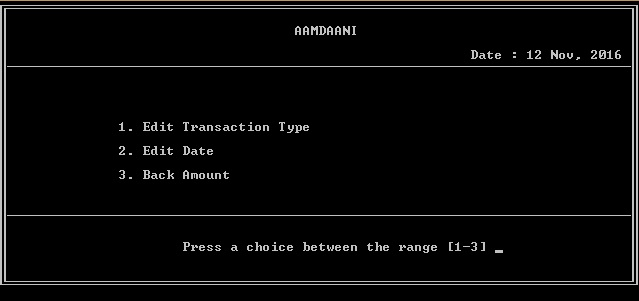 AAMDAANI
Date : 12 Nov, 2016
1. Edit Transaction Type
2. Edit Date
3. Back Amount
Press a choice between the range [1-3] _